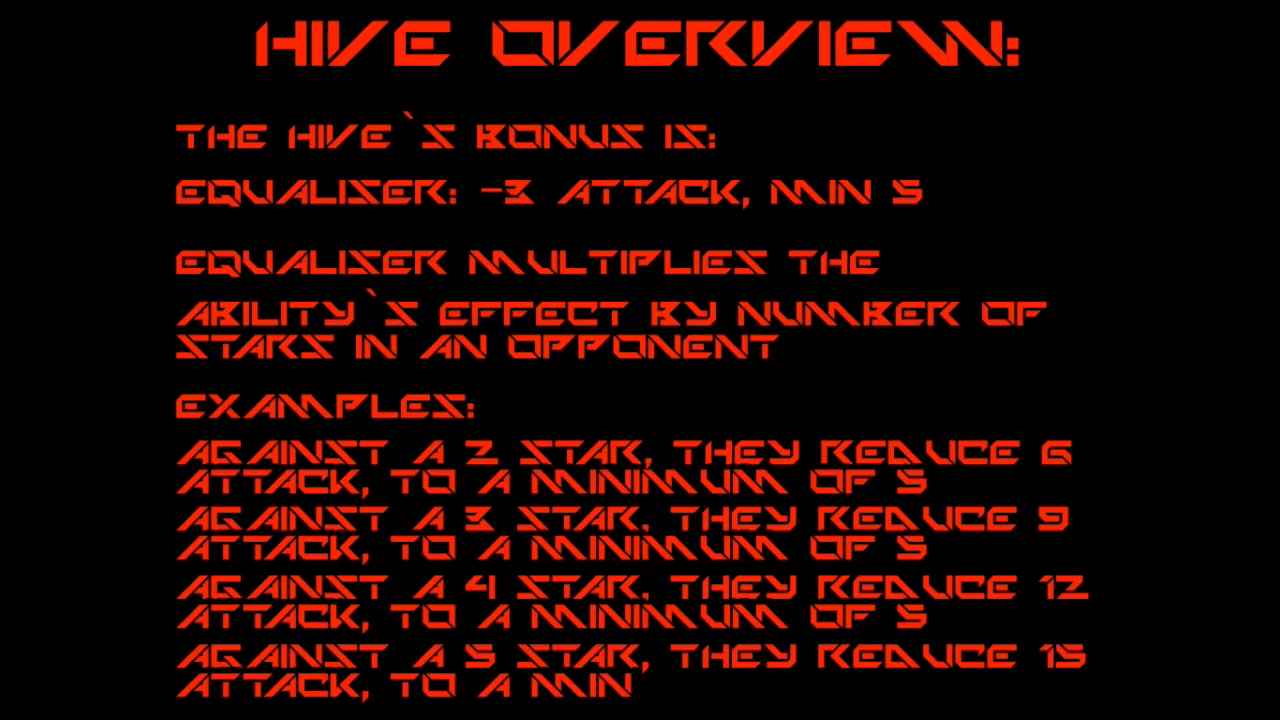 HIVE OVERVIEW:
THE HIVE`S BONUS IS:
EQUALISER: -3 ATTACK, MIN 5
EQUALISER MULTIPLIES THE
ABILITY`S EFFECT BY NUMBER OF
STARS IN AN OPPONENT
EXAMPLES:
AGAINST A 2 STAR, THEY REDUCE 6
ATTACK, TO A MINIMUM OF 5
AGAINST A 3 STAR, THEY REDUCE 9
ATTACK, TO A MINIMUM OF 5
AGAINST A 4 STAR, THEY REDUCE 12
ATTACK, TO A MINIMUM OF 5
AGAINST A 5 STAR, THEY REDUCE 15
ATTACK, TO A MIN